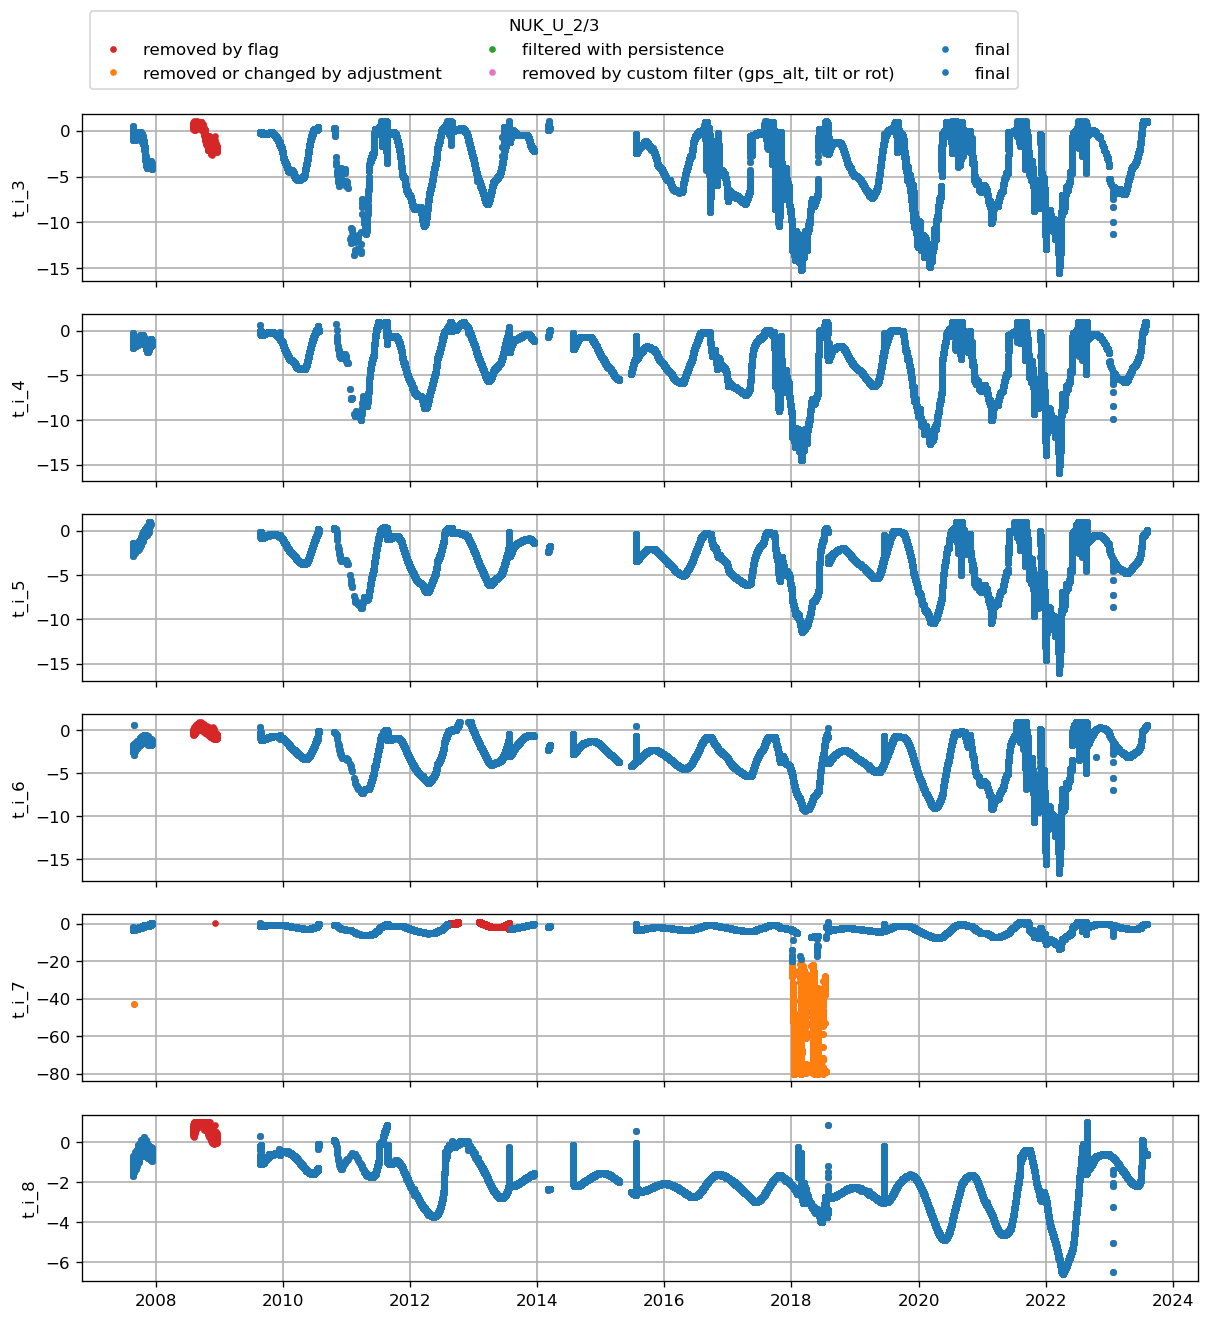 NUK_U_2/3
removed by flag
filtered with persistence
final
removed or changed by adjustment
removed by custom filter (gps_alt, tilt or rot)
final
0
−5
−10
−15
t_i_3
0
−5
−10
−15
t_i_4
0
−5
−10
−15
t_i_5
0
−5
−10
−15
t_i_6
0
−20
−40
−60
−80
t_i_7
0
−2
−4
−6
t_i_8
2008 2010 2012 2014 2016 2018 2020 2022 2024